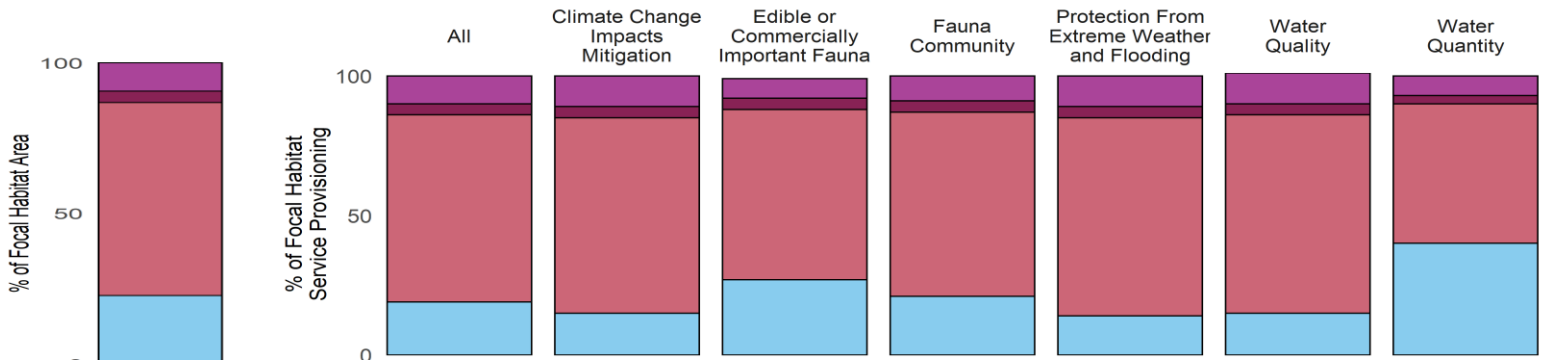 % of Focal Habitat Area
100
50
% of Focal Habitat
Service Provisioning
100
50
0
All
Climate Change
Impacts
Mitigation
Edible or
Commercially
Important Fauna
Fauna
Community
Protection From
Extreme Weather
and Flooding
Water
Quality
Water
Quantity